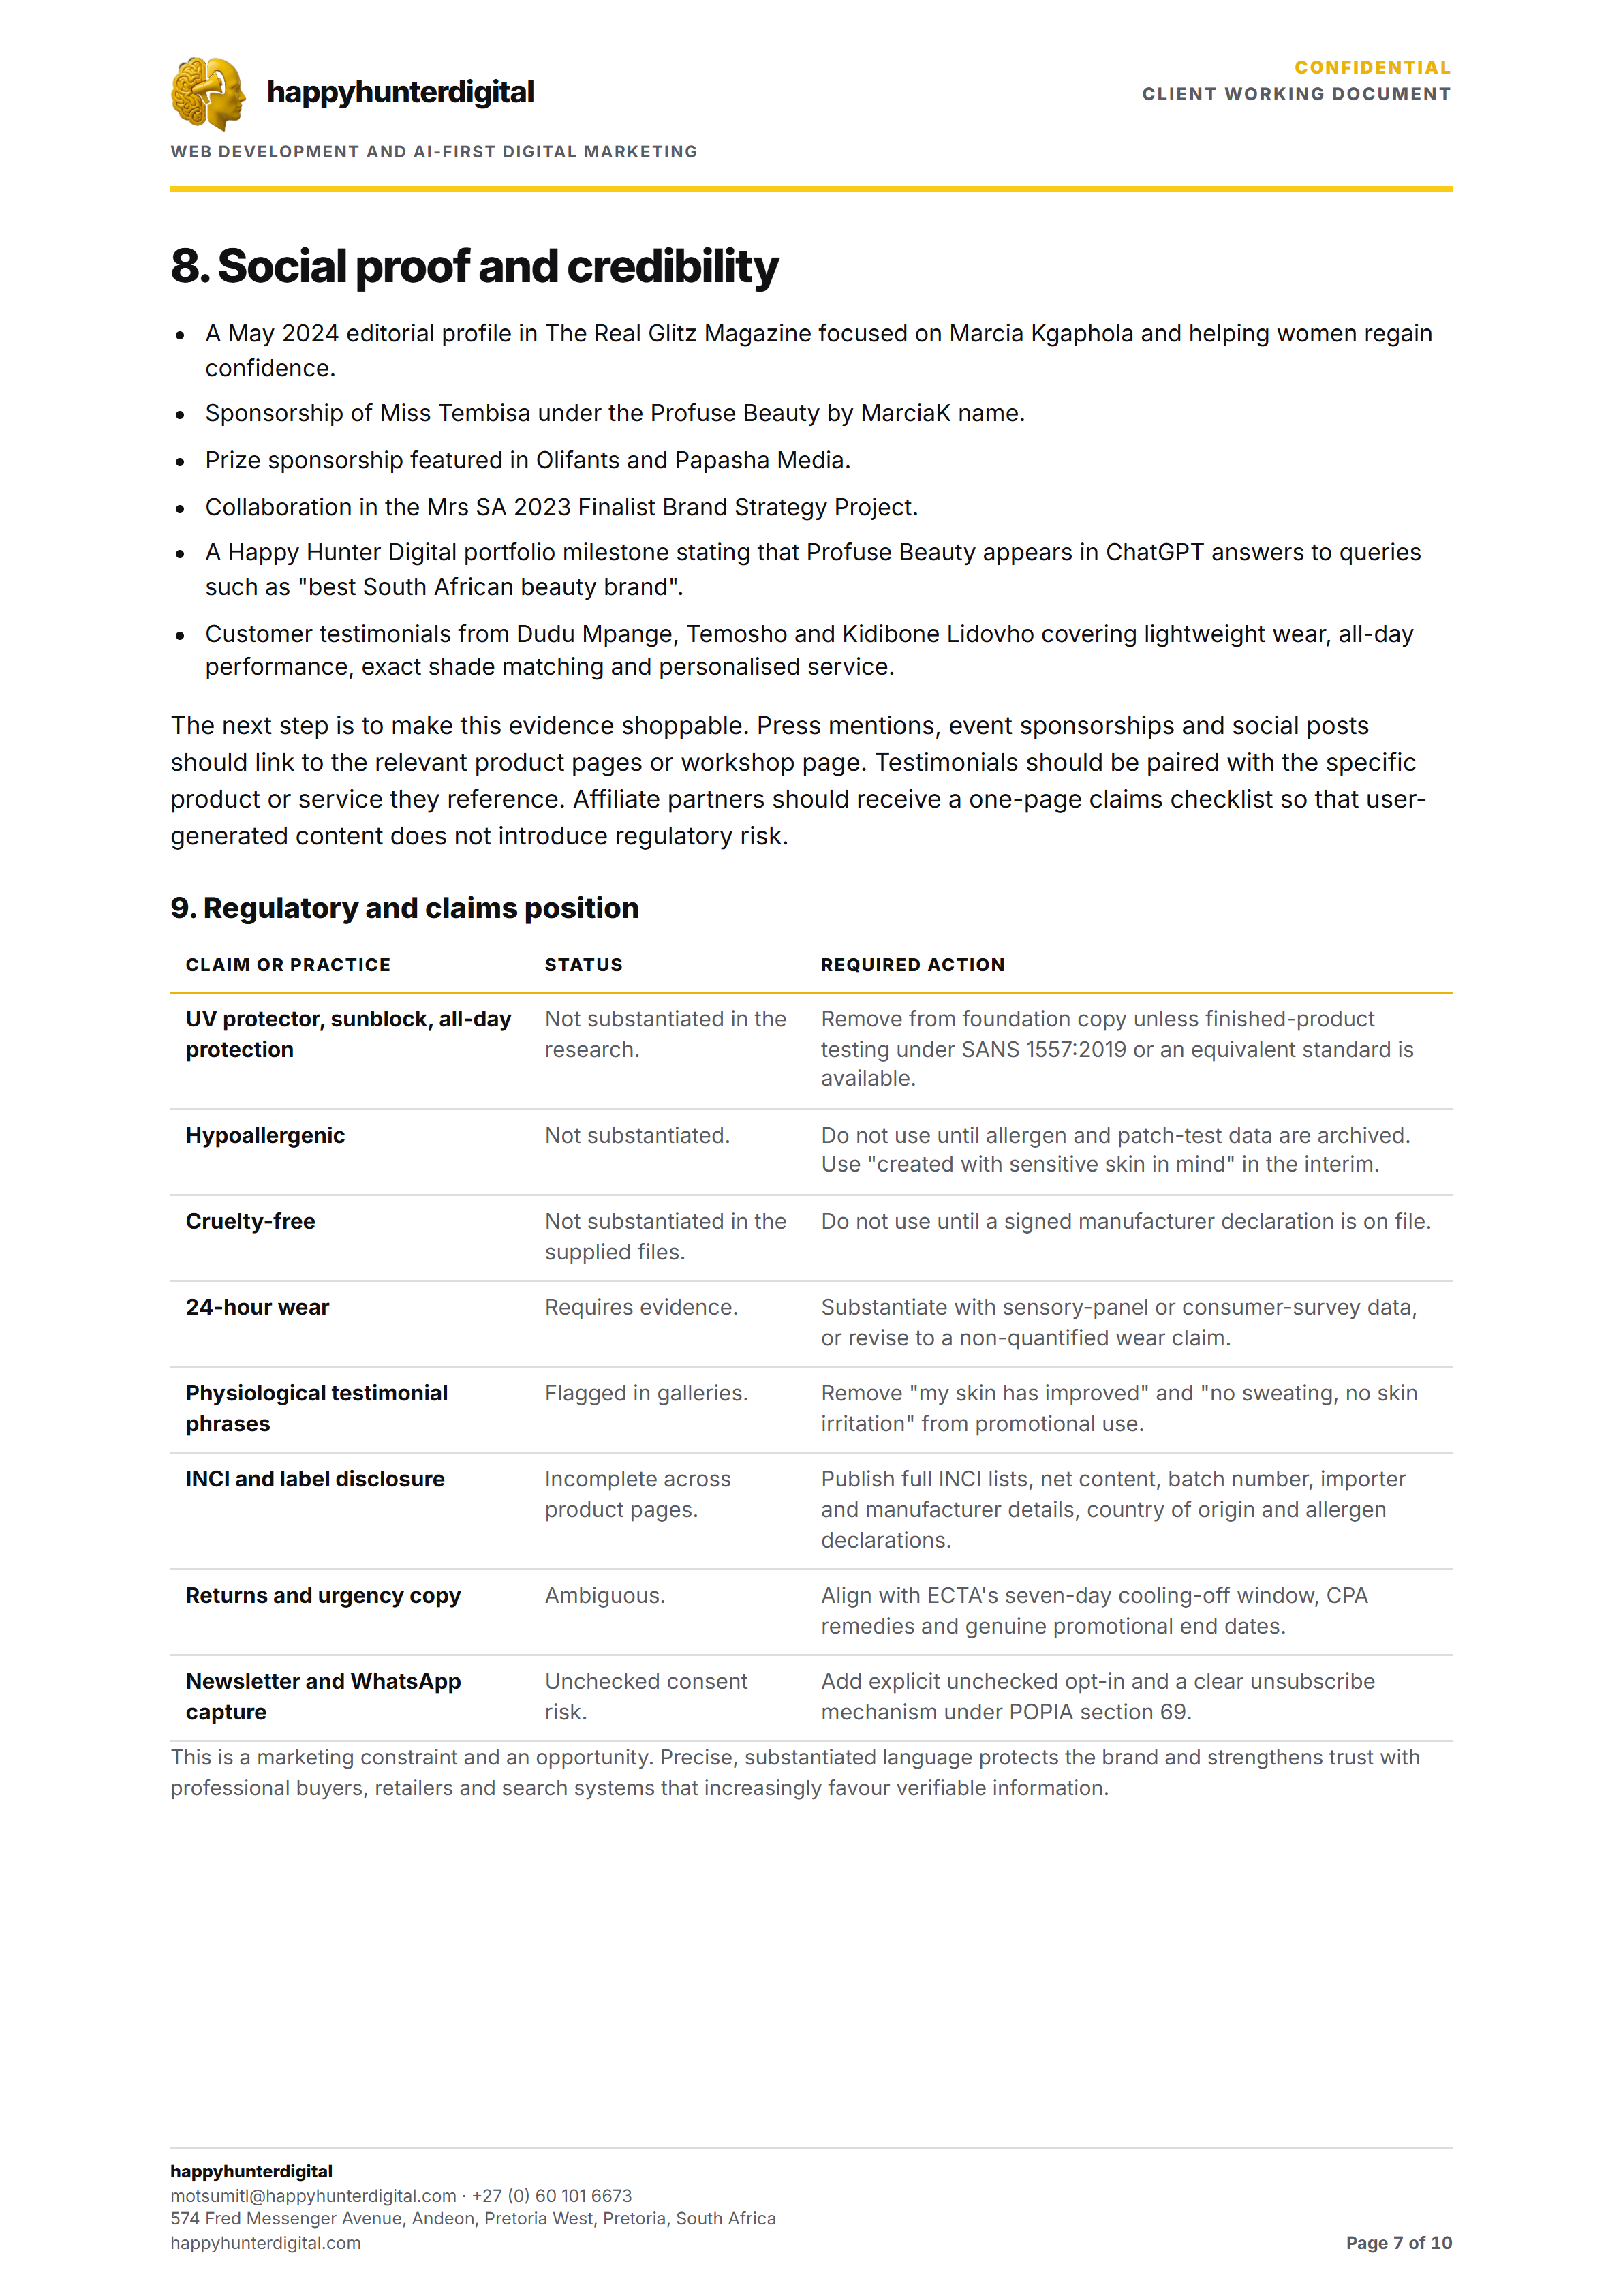 happyhunterdigital
CONFIDENTIAL
CLIENT WORKING DOCUMENT
WEB DEVELOPMENT AND AI-FIRST DIGITAL MARKETING
8. Social proof and credibility
• A May 2024 editorial profile in The Real Glitz Magazine focused on Marcia Kgaphola and helping women regain
confidence.
• Sponsorship of Miss Tembisa under the Profuse Beauty by MarciaK name.
• Prize sponsorship featured in Olifants and Papasha Media.
• Collaboration in the Mrs SA 2023 Finalist Brand Strategy Project.
• A Happy Hunter Digital portfolio milestone stating that Profuse Beauty appears in ChatGPT answers to queries
such as "best South African beauty brand".
• Customer testimonials from Dudu Mpange, Temosho and Kidibone Lidovho covering lightweight wear, all-day
performance, exact shade matching and personalised service.
The next step is to make this evidence shoppable. Press mentions, event sponsorships and social posts
should link to the relevant product pages or workshop page. Testimonials should be paired with the specific
product or service they reference. Affiliate partners should receive a one-page claims checklist so that user-
generated content does not introduce regulatory risk.
9. Regulatory and claims position
CLAIM OR PRACTICE STATUS REQUIRED ACTION
UV protector, sunblock, all-day Not substantiated in the Remove from foundation copy unless finished-product
protection research. testing under SANS 1557:2019 or an equivalent standard is
available.
Hypoallergenic Not substantiated. Do not use until allergen and patch-test data are archived.
Use "created with sensitive skin in mind" in the interim.
Cruelty-free Not substantiated in the Do not use until a signed manufacturer declaration is on file.
supplied files.
24-hour wear Requires evidence. Substantiate with sensory-panel or consumer-survey data,
or revise to a non-quantified wear claim.
Physiological testimonial Flagged in galleries. Remove "my skin has improved" and "no sweating, no skin
phrases irritation" from promotional use.
INCI and label disclosure Incomplete across Publish full INCI lists, net content, batch number, importer
product pages. and manufacturer details, country of origin and allergen
declarations.
Returns and urgency copy Ambiguous. Align with ECTA's seven-day cooling-off window, CPA
remedies and genuine promotional end dates.
Newsletter and WhatsApp Unchecked consent Add explicit unchecked opt-in and a clear unsubscribe
capture risk. mechanism under POPIA section 69.
This is a marketing constraint and an opportunity. Precise, substantiated language protects the brand and strengthens trust with
professional buyers, retailers and search systems that increasingly favour verifiable information.
happyhunterdigital
motsumitl@happyhunterdigital.com · +27 (0) 60 101 6673
574 Fred Messenger Avenue, Andeon, Pretoria West, Pretoria, South Africa
happyhunterdigital.com
Page 7 of 10